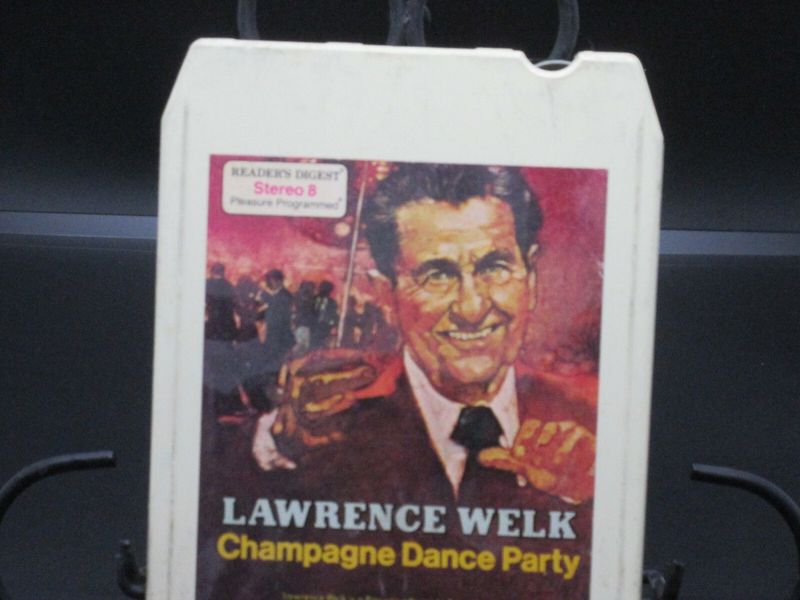 READER'S DIGEST
Stereo 8
Pleasure Programmed®
LAWRENCE WELK
Champagne Dance Party